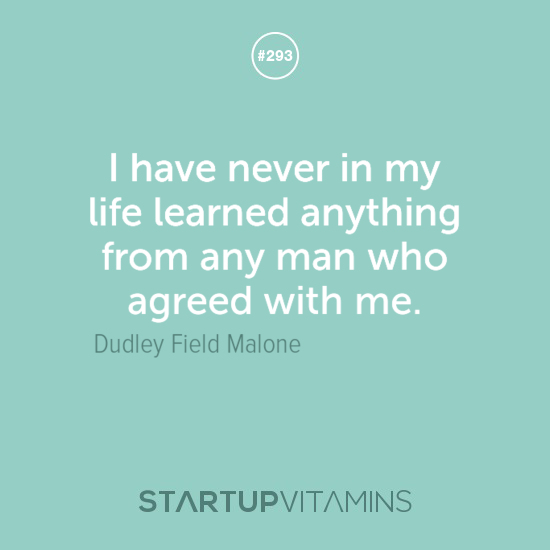 #293
I have never in my
life learned anything
from any man who
agreed with me.
Dudley Field Malone
STARTUPVITAMINS